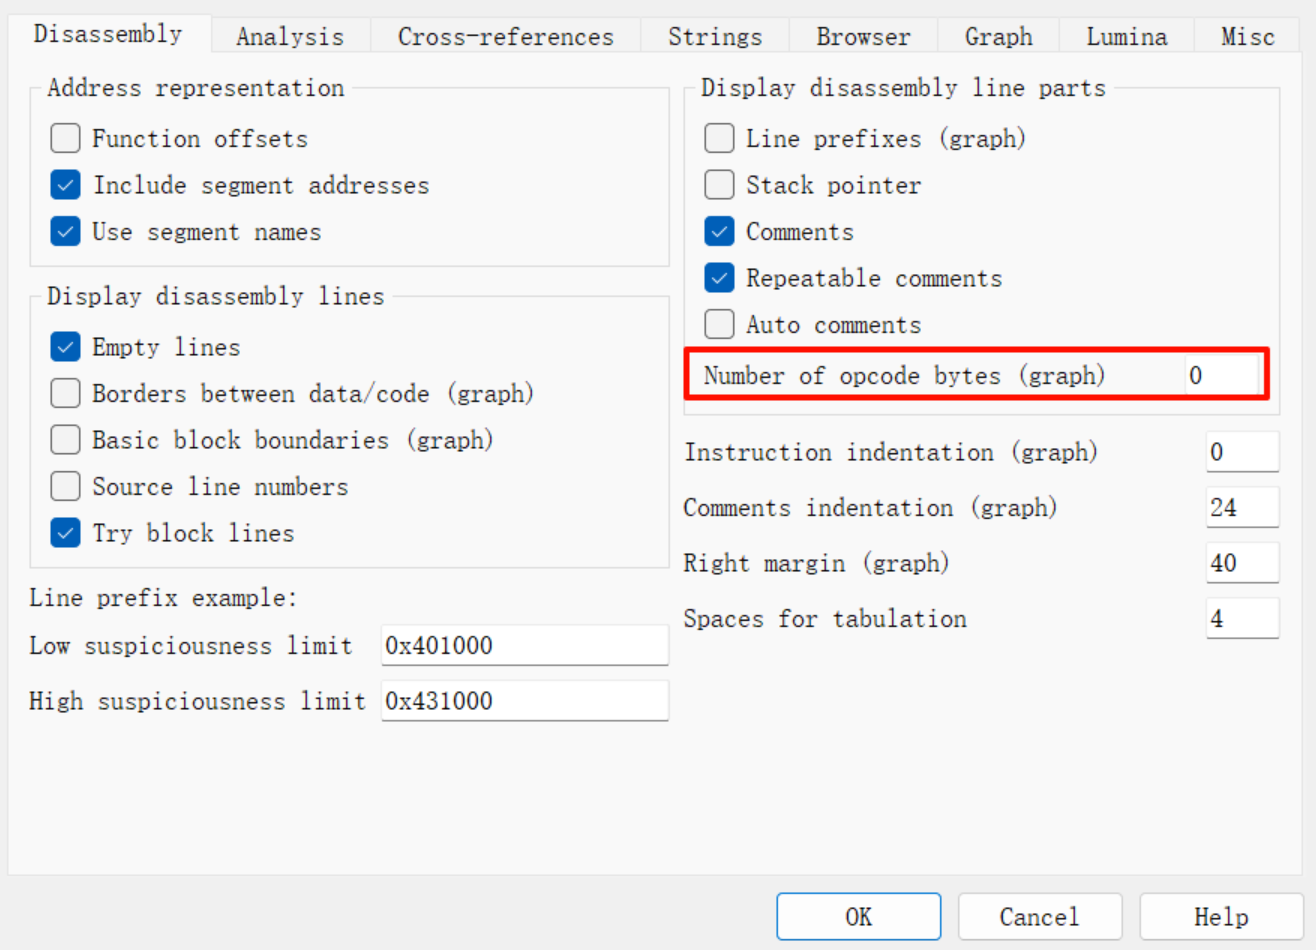 Disassembly Analysis Cross-references Strings Browser Graph Lumina Misc
Address representation
Function offsets
Include segment addresses
Use segment names
Display disassembly lines
Empty lines
Borders between data/code (graph)
Basic block boundaries (graph)
Source line numbers
Try block lines
Line prefix example:
Low suspiciousness limit 0x401000
High suspiciousness limit 0x431000
Display disassembly line parts
Line prefixes (graph)
Stack pointer
Comments
Repeatable comments
Auto comments
Number of opcode bytes (graph) 0
Instruction indentation (graph) 0
Comments indentation (graph) 24
Right margin (graph) 40
Spaces for tabulation 4
OK Cancel Help